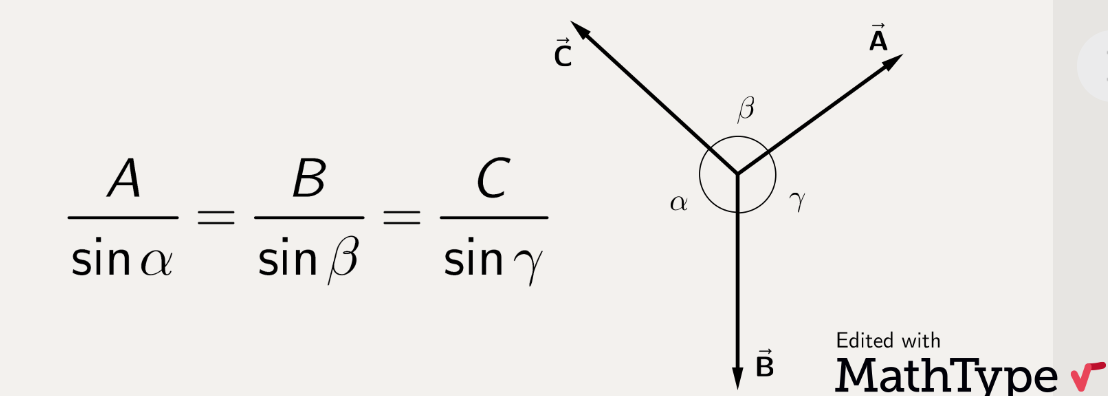 A/sin α = B/sin β = C/sin γ
C⃗
A⃗
β
α
γ
B⃗
Edited with
MathType